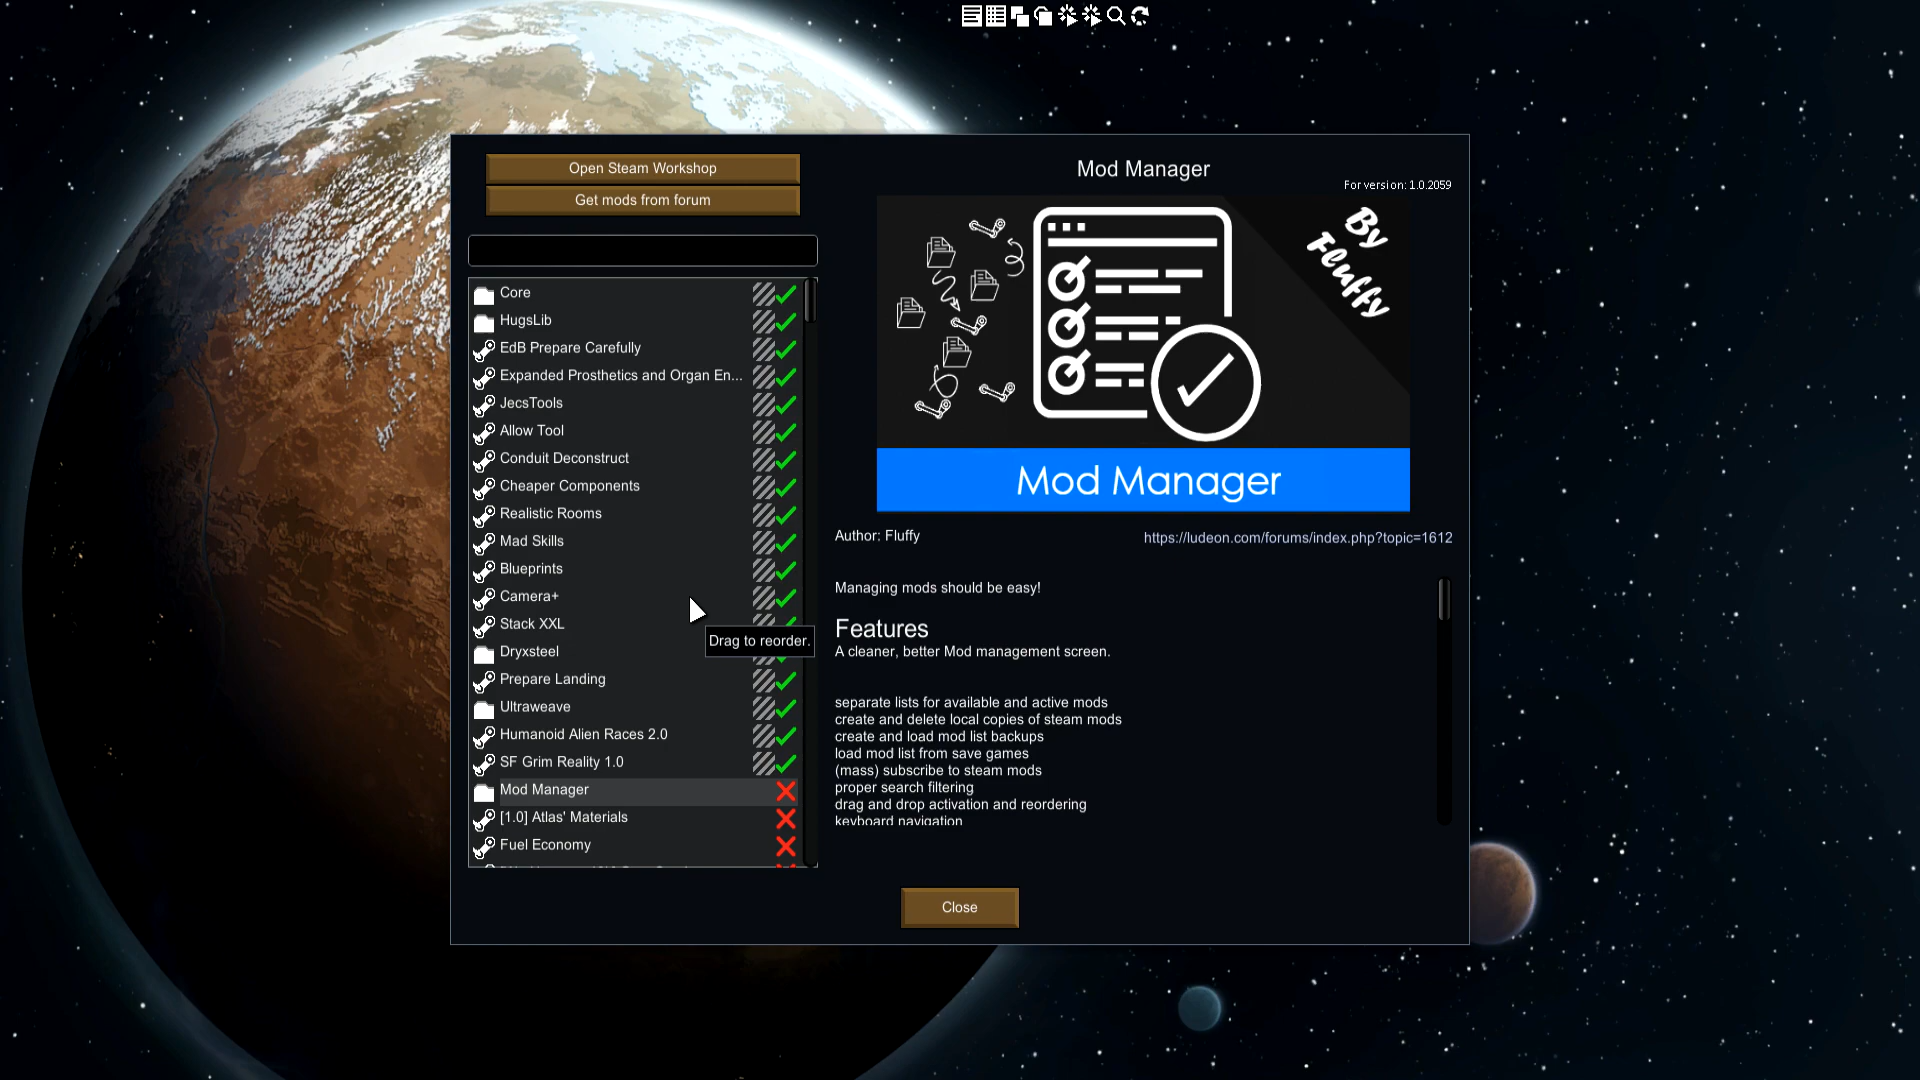 Open Steam Workshop
Get mods from forum
Core
HugsLib
EdB Prepare Carefully
Expanded Prosthetics and Organ En...
JecsTools
Allow Tool
Conduit Deconstruct
Cheaper Components
Realistic Rooms
Mad Skills
Blueprints
Camera+
Stack XXL
Drag to reorder.
Dryxsteel
Prepare Landing
Ultraweave
Humanoid Alien Races 2.0
SF Grim Reality 1.0
Mod Manager
[1.0] Atlas' Materials
Fuel Economy
Mod Manager
For version: 1.0.2059
By
Fluffy
Mod Manager
Author: Fluffy
https://ludeon.com/forums/index.php?topic=1612
Managing mods should be easy!
Features
A cleaner, better Mod management screen.
separate lists for available and active mods
create and delete local copies of steam mods
create and load mod list backups
load mod list from save games
(mass) subscribe to steam mods
proper search filtering
drag and drop activation and reordering
keyboard navigation
Close